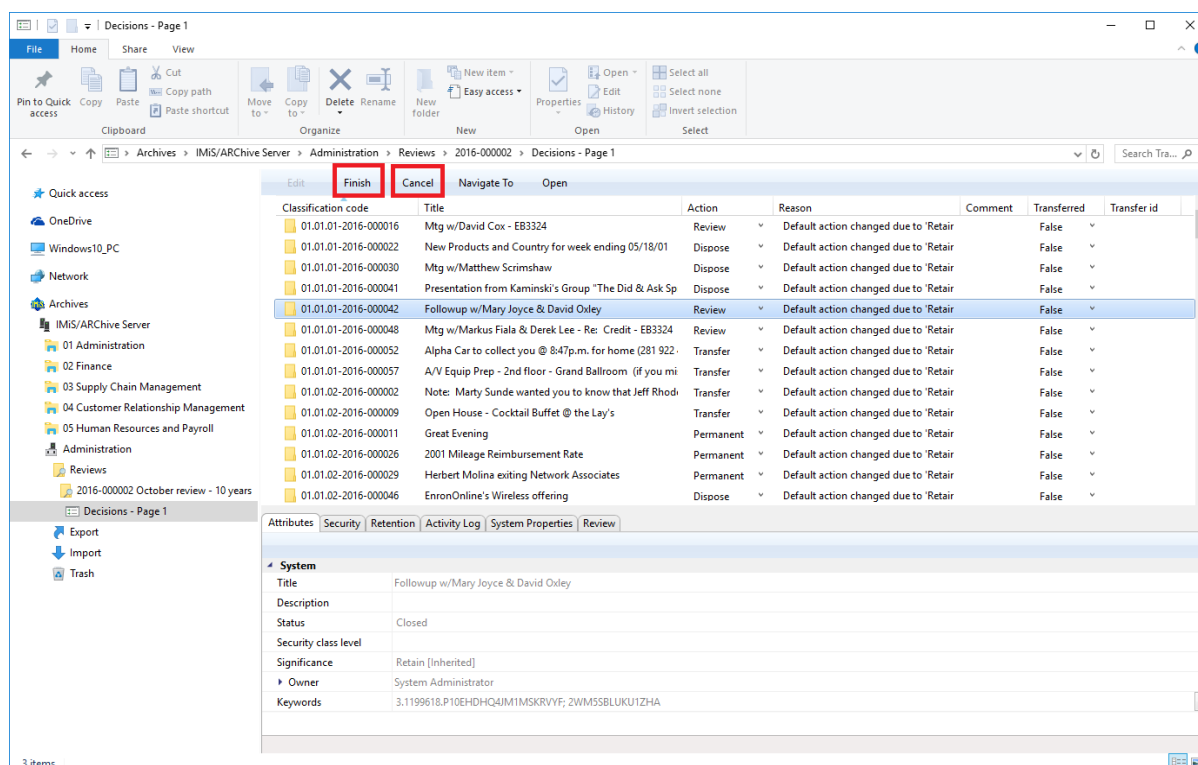 Decisions - Page 1
File Home Share View
Pin to Quick access
Copy
Paste
Cut
Copy path
Paste shortcut
Clipboard
Move to
Copy to
Delete
Rename
Organize
New folder
New item
Easy access
New
Properties
Open
Edit
History
Open
Select all
Select none
Invert selection
Select
Archives > IMiS/ARChive Server > Administration > Reviews > 2016-000002 > Decisions - Page 1
Search Tra...
Edit Finish Cancel Navigate To Open
Quick access
OneDrive
Windows10_PC
Network
Archives
IMiS/ARChive Server
01 Administration
02 Finance
03 Supply Chain Management
04 Customer Relationship Management
05 Human Resources and Payroll
Administration
Reviews
2016-000002 October review - 10 years
Decisions - Page 1
Export
Import
Trash
Classification code Title Action Reason Comment Transferred Transfer id
01.01.01-2016-000016 Mtg w/David Cox - EB3324 Review Default action changed due to 'Retair False
01.01.01-2016-000022 New Products and Country for week ending 05/18/01 Dispose Default action changed due to 'Retair False
01.01.01-2016-000030 Mtg w/Matthew Scrimshaw Dispose Default action changed due to 'Retair False
01.01.01-2016-000041 Presentation from Kaminski's Group "The Did & Ask Sp Dispose Default action changed due to 'Retair False
01.01.01-2016-000042 Followup w/Mary Joyce & David Oxley Review Default action changed due to 'Retair False
01.01.01-2016-000048 Mtg w/Markus Fiala & Derek Lee - Re: Credit - EB3324 Review Default action changed due to 'Retair False
01.01.01-2016-000052 Alpha Car to collect you @ 8:47p.m. for home (281 922 Transfer Default action changed due to 'Retair False
01.01.01-2016-000057 A/V Equip Prep - 2nd floor - Grand Ballroom (if you mi Transfer Default action changed due to 'Retair False
01.01.02-2016-000002 Note: Marty Sunde wanted you to know that Jeff Rhod Transfer Default action changed due to 'Retair False
01.01.02-2016-000009 Open House - Cocktail Buffet @ the Lay's Transfer Default action changed due to 'Retair False
01.01.02-2016-000011 Great Evening Permanent Default action changed due to 'Retair False
01.01.02-2016-000026 2001 Mileage Reimbursement Rate Permanent Default action changed due to 'Retair False
01.01.02-2016-000029 Herbert Molina exiting Network Associates Permanent Default action changed due to 'Retair False
01.01.02-2016-000046 EnronOnline's Wireless offering Dispose Default action changed due to 'Retair False
Attributes Security Retention Activity Log System Properties Review
System
Title Followup w/Mary Joyce & David Oxley
Description
Status Closed
Security class level
Significance Retain [Inherited]
Owner System Administrator
Keywords 3.1199618.P10EHDHQ4JM1MSKRVYF; 2WM5SBLUKU1ZHA
3 items